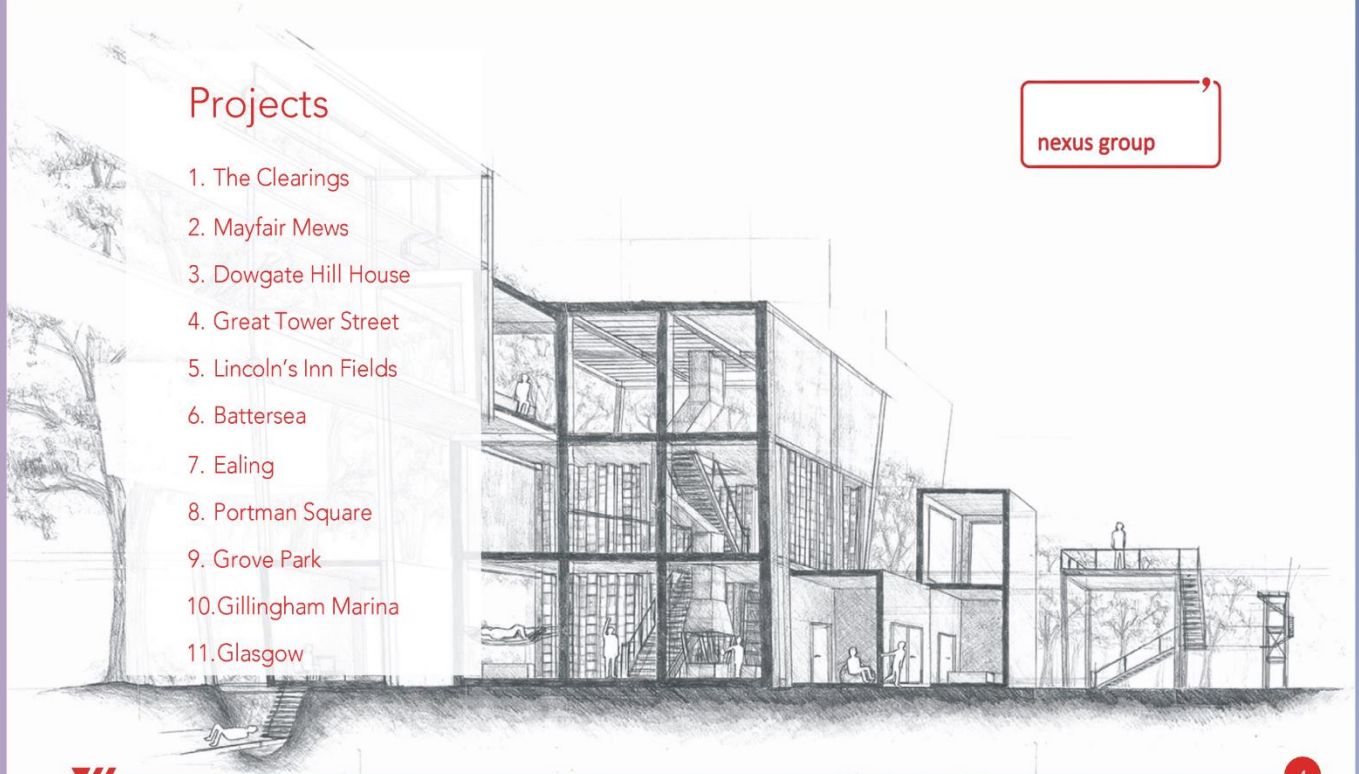 Projects
nexus group
1. The Clearings
2. Mayfair Mews
3. Dowgate Hill House
4. Great Tower Street
5. Lincoln’s Inn Fields
6. Battersea
7. Ealing
8. Portman Square
9. Grove Park
10.Gillingham Marina
11.Glasgow